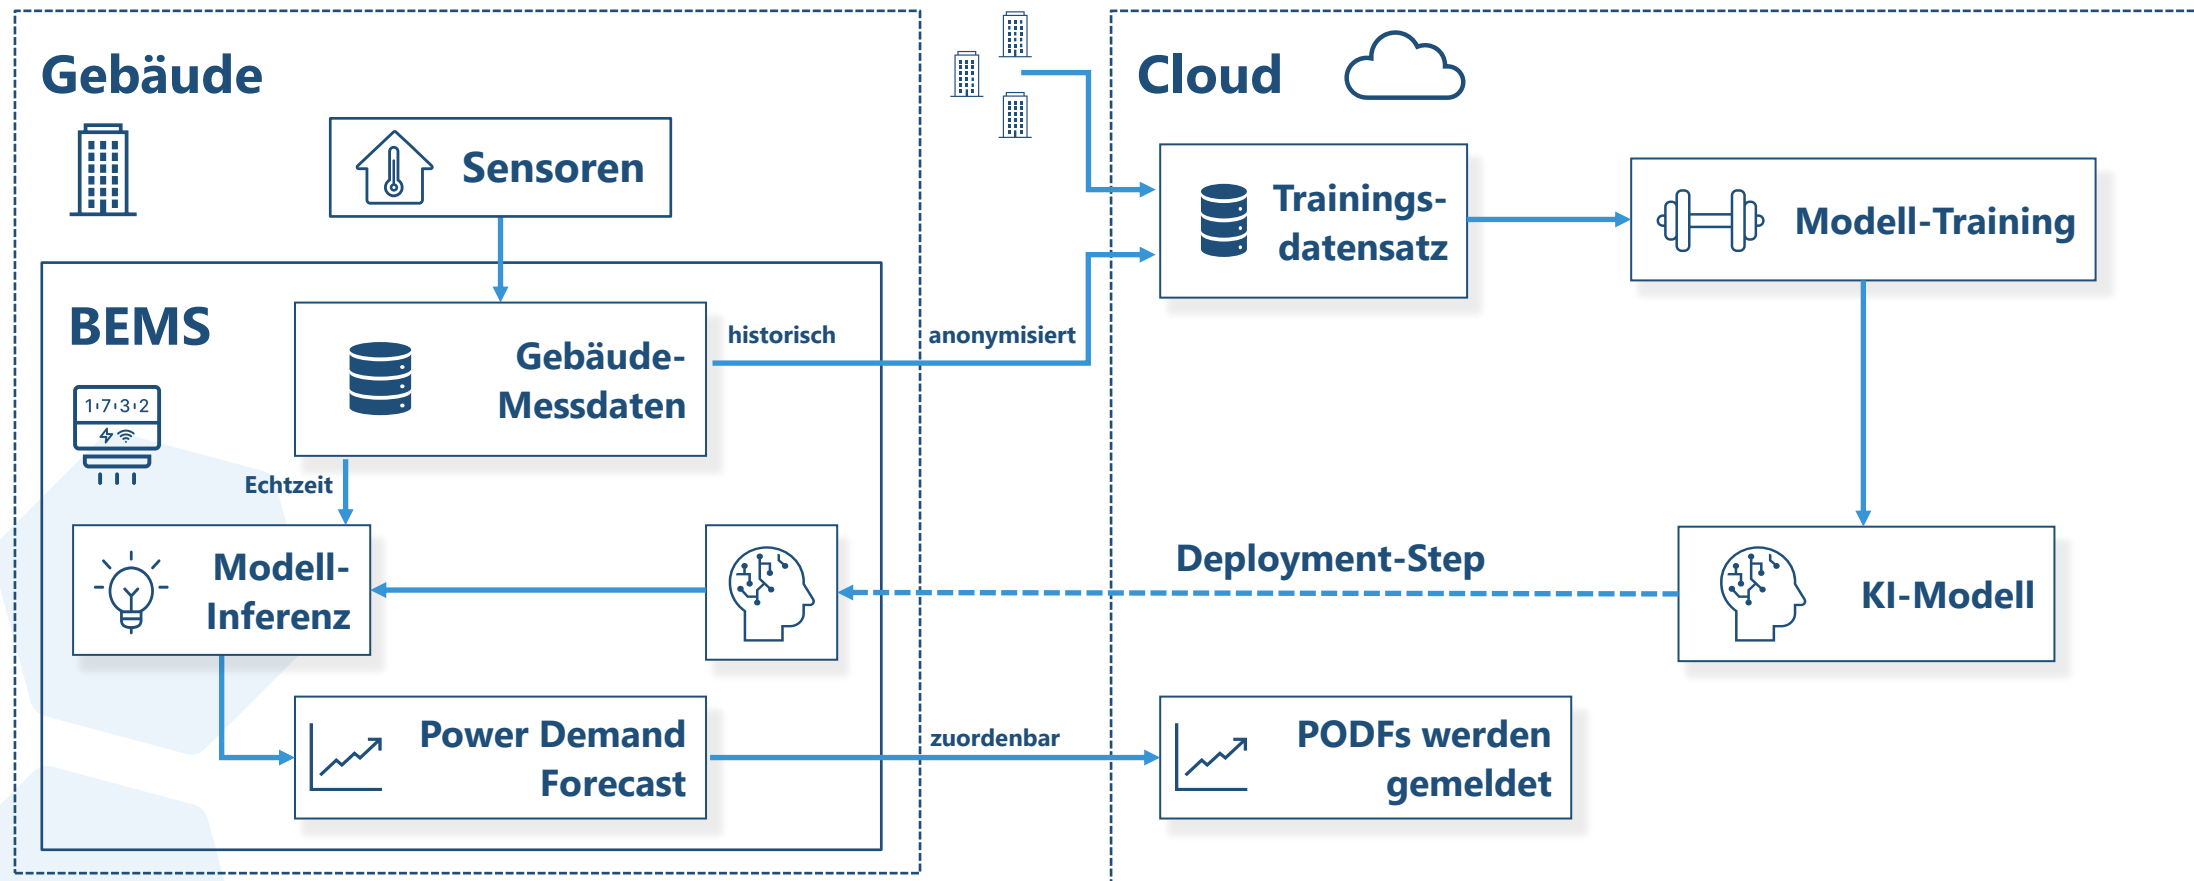 Gebäude
Cloud
Sensoren
Trainings-
datensatz
Modell-Training
BEMS
historisch
anonymisiert
Gebäude-
Messdaten
1 7 3 2
Echtzeit
Modell-
Inferenz
Deployment-Step
KI-Modell
Power Demand
Forecast
zuordenbar
PODFs werden
gemeldet